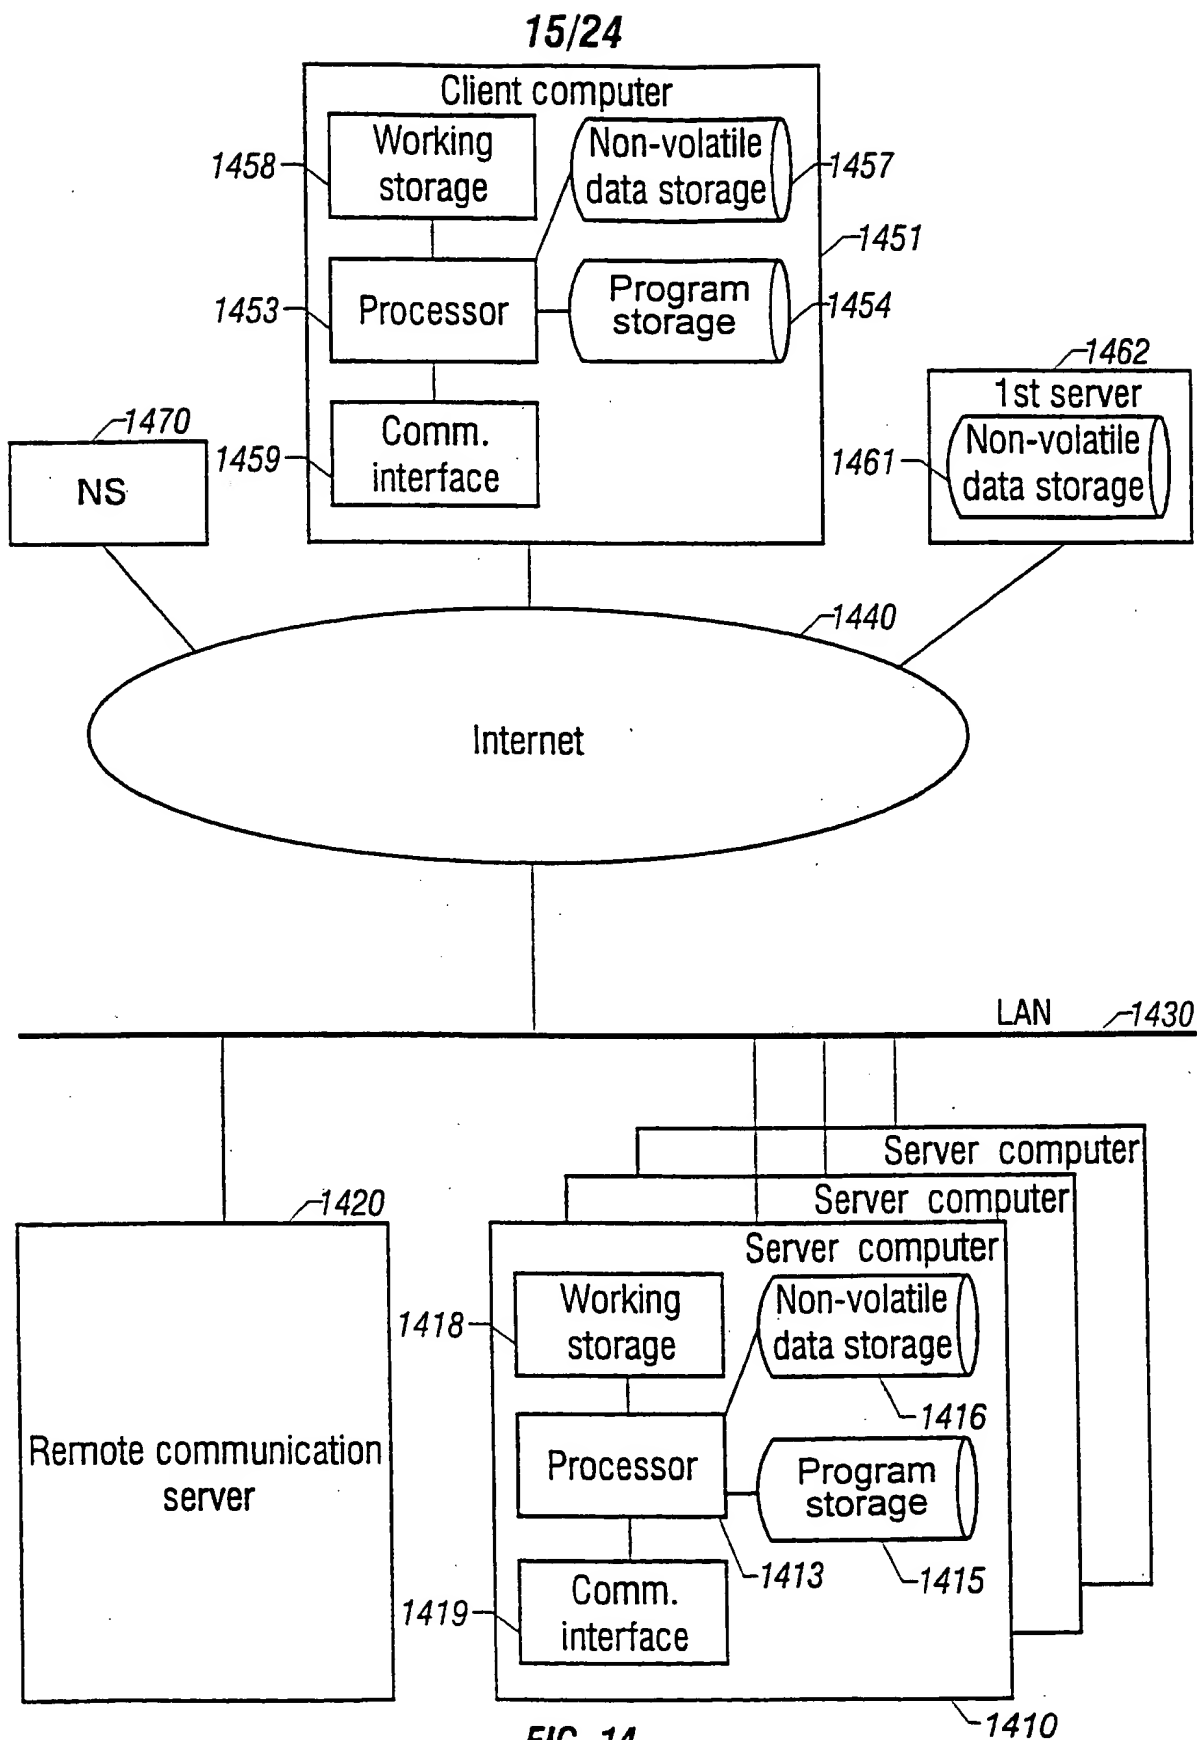 15/24
Client computer
Working
storage
1458
Non-volatile
data storage
1457
1451
Processor
1453
Program
storage
1454
Comm.
interface
1459
1462
1st server
Non-volatile
data storage
1461
1470
NS
1440
Internet
LAN
1430
1420
Remote communication
server
Server computer
Server computer
Server computer
Working
storage
1418
Non-volatile
data storage
1416
Processor
1413
Program
storage
1415
Comm.
interface
1419
1410
FIG. 14